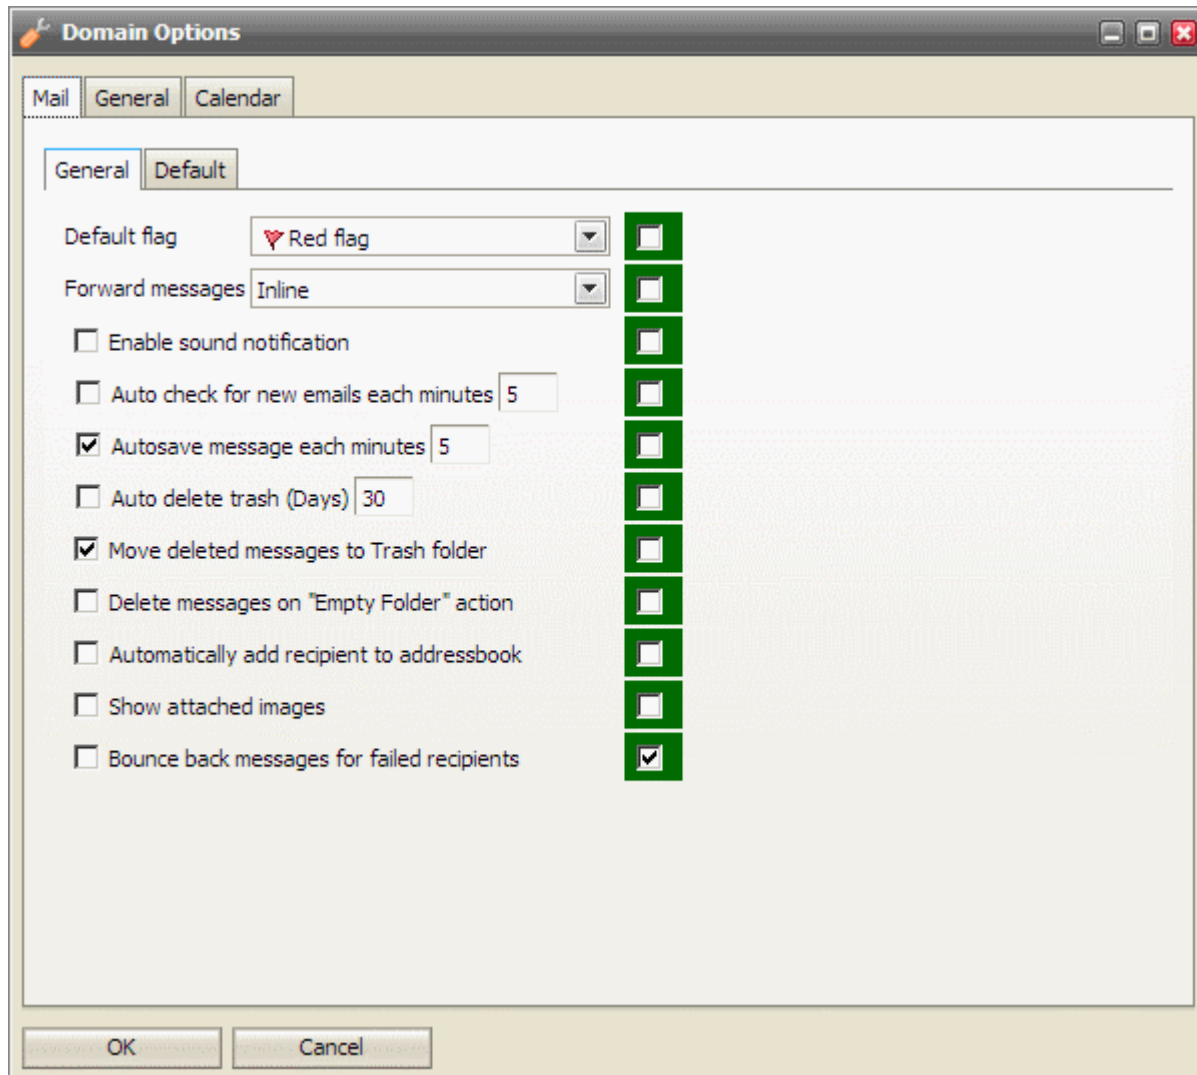 Domain Options
Mail General Calendar
General Default
Default flag Red flag
Forward messages Inline
Enable sound notification
Auto check for new emails each minutes 5
Autosave message each minutes 5
Auto delete trash (Days) 30
Move deleted messages to Trash folder
Delete messages on "Empty Folder" action
Automatically add recipient to addressbook
Show attached images
Bounce back messages for failed recipients
OK Cancel